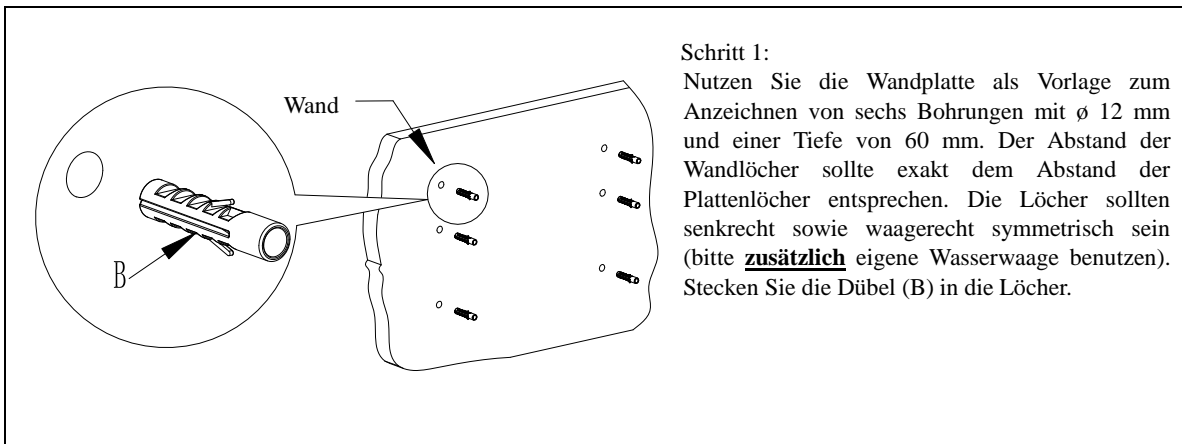 Schritt 1:
Nutzen Sie die Wandplatte als Vorlage zum
Anzeichnen von sechs Bohrungen mit ø 12 mm
und einer Tiefe von 60 mm. Der Abstand der
Wandlöcher sollte exakt dem Abstand der
Plattenlöcher entsprechen. Die Löcher sollten
senkrecht sowie waagerecht symmetrisch sein
(bitte zusätzlich eigene Wasserwaage benutzen).
Stecken Sie die Dübel (B) in die Löcher.
Wand
B